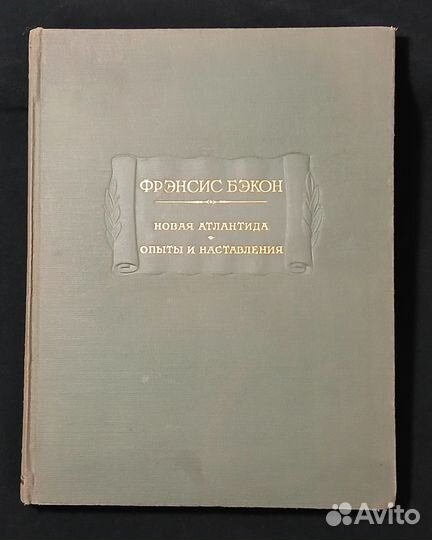 ФРЭНСИС БЭКОН
НОВАЯ АТЛАНТИДА
ОПЫТЫ И НАСТАВЛЕНИЯ
Avito